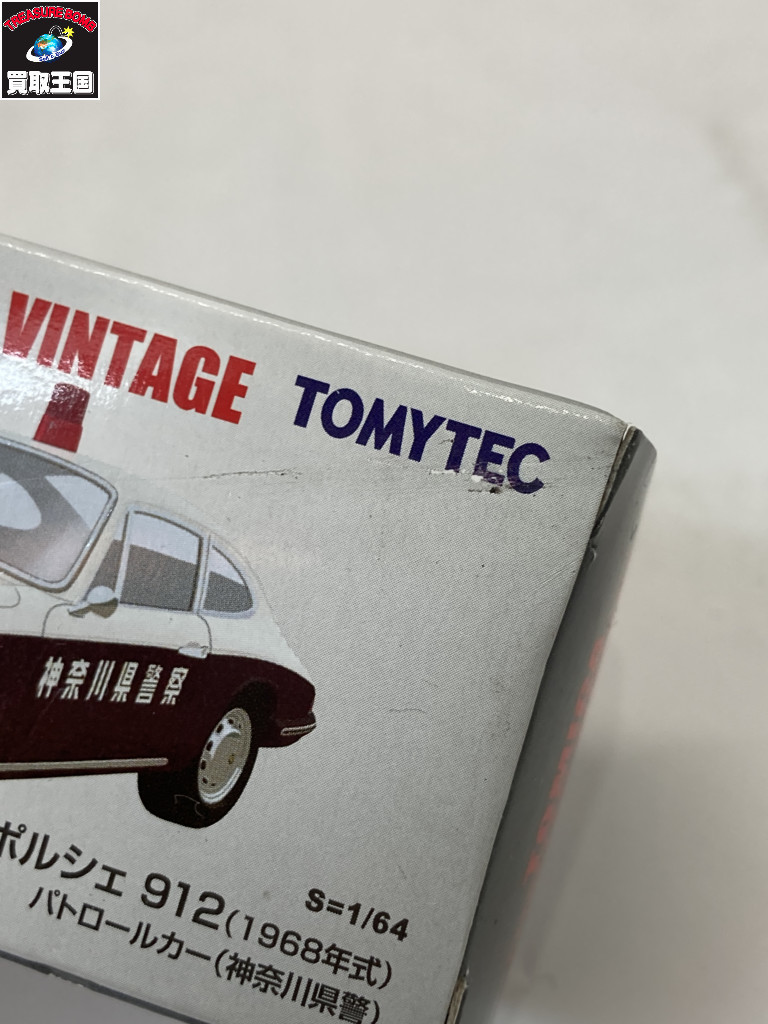 TREASURE BOMB
買取王国
VINTAGE TOMYTEC
神奈川県警察
ポルシェ 912(1968年式)
S=1/64
パトロールカー(神奈川県警)